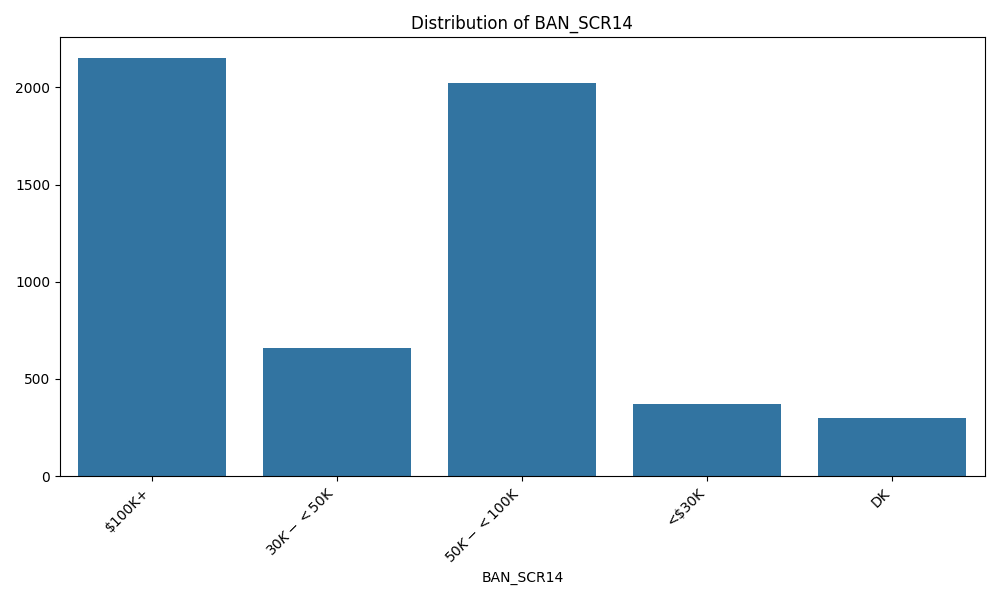 Distribution of BAN_SCR14
2000
1500
1000
500
0
$100K+
30K-<50K
50K-<100K
<$30K
DK
BAN_SCR14